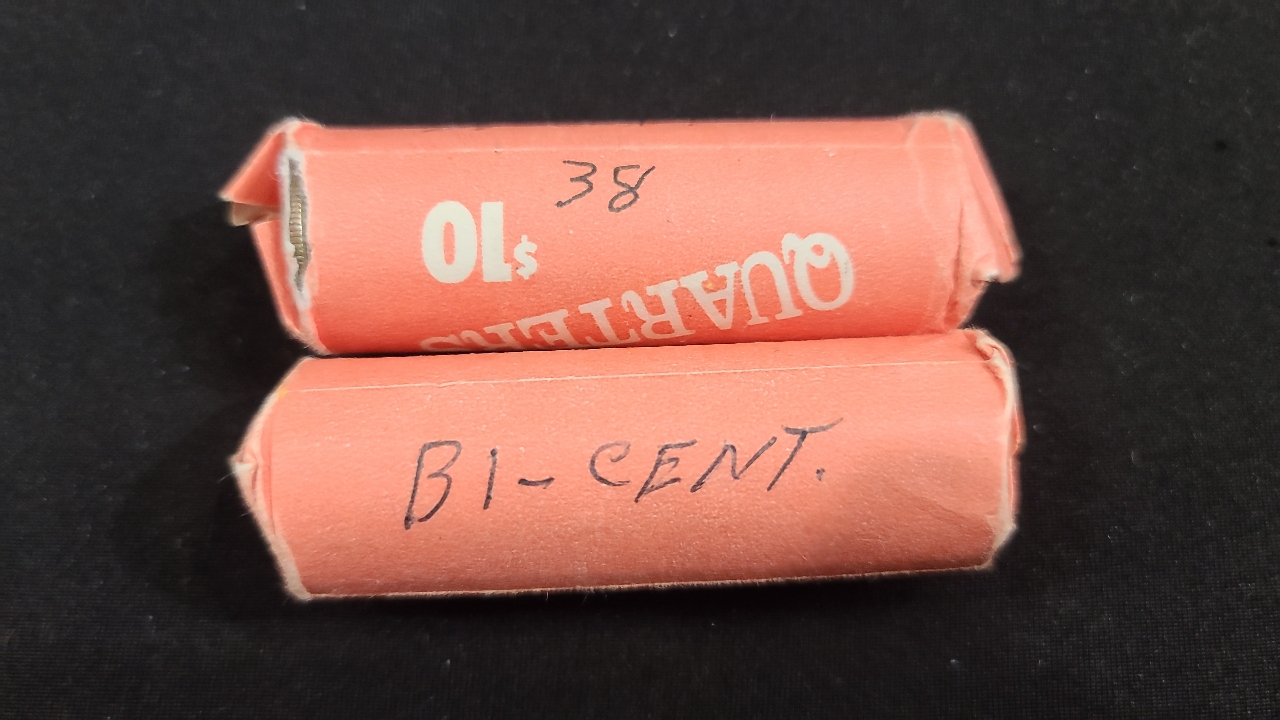 38
$10
QUARTERS
BI-CENT.